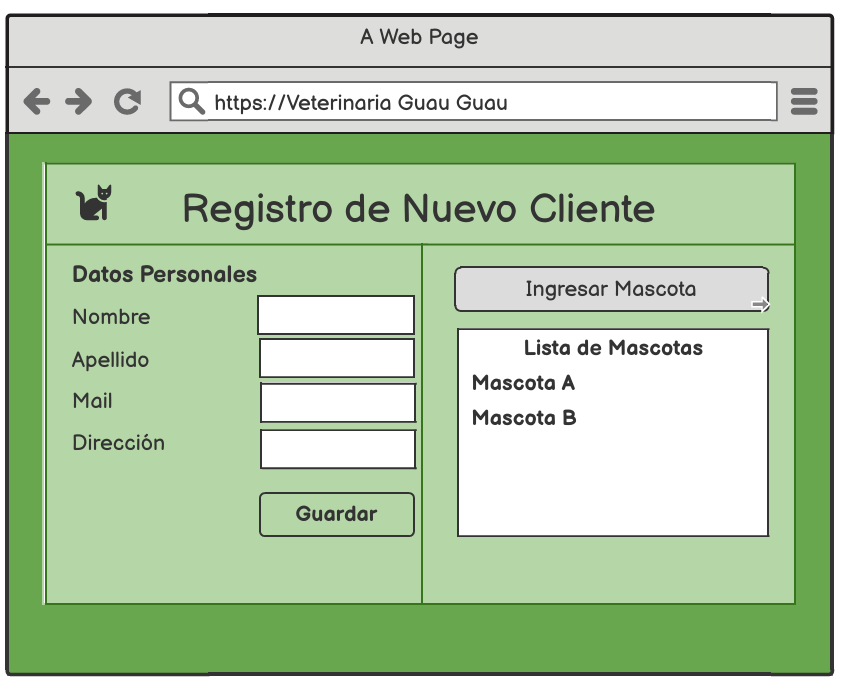 A Web Page
https://Veterinaria Guau Guau
Registro de Nuevo Cliente
Datos Personales
Nombre
Apellido
Mail
Dirección
Guardar
Ingresar Mascota
Lista de Mascotas
Mascota A
Mascota B